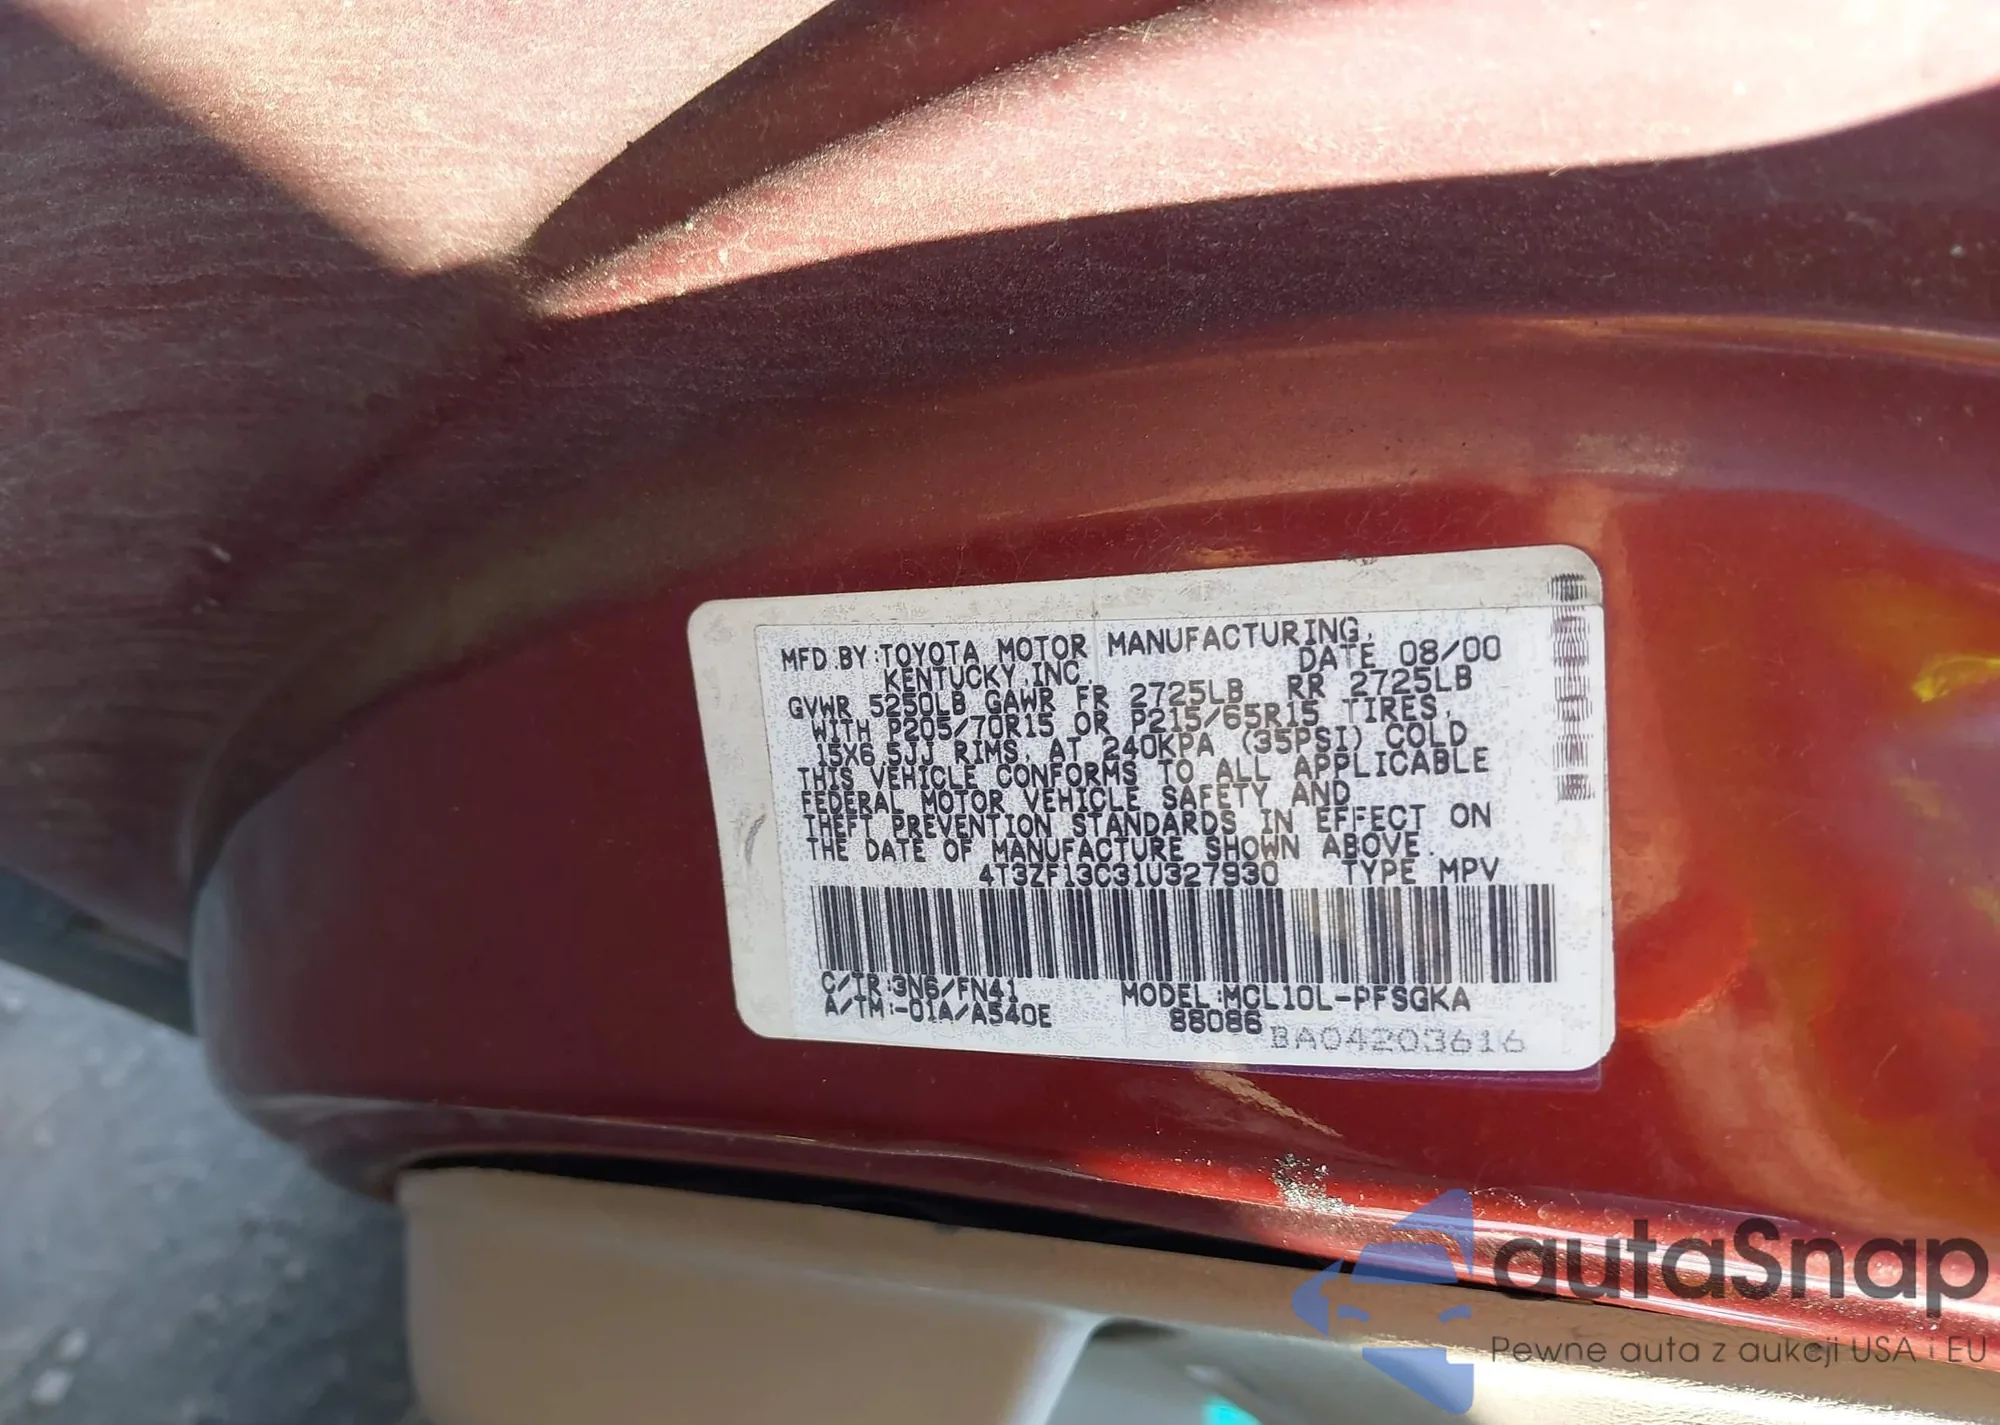 MFD.BY:TOYOTA MOTOR MANUFACTURING,
KENTUCKY,INC. DATE 08/00
GVWR 5250LB GAWR FR 2725LB RR 2725LB
WITH P205/70R15 OR P215/65R15 TIRES,
15X6.5JJ RIMS, AT 240KPA (35PSI) COLD
THIS VEHICLE CONFORMS TO ALL APPLICABLE
FEDERAL MOTOR VEHICLE SAFETY AND
THEFT PREVENTION STANDARDS IN EFFECT ON
THE DATE OF MANUFACTURE SHOWN ABOVE.
4T3ZF13C31U327930 TYPE MPV
C/TR:3N6/FN41 MODEL:MCL10L-PFSGKA
A/TM:-01A/A540E 88086
BA04203616
autaSnap
Pewne auta z aukcji USA i EU